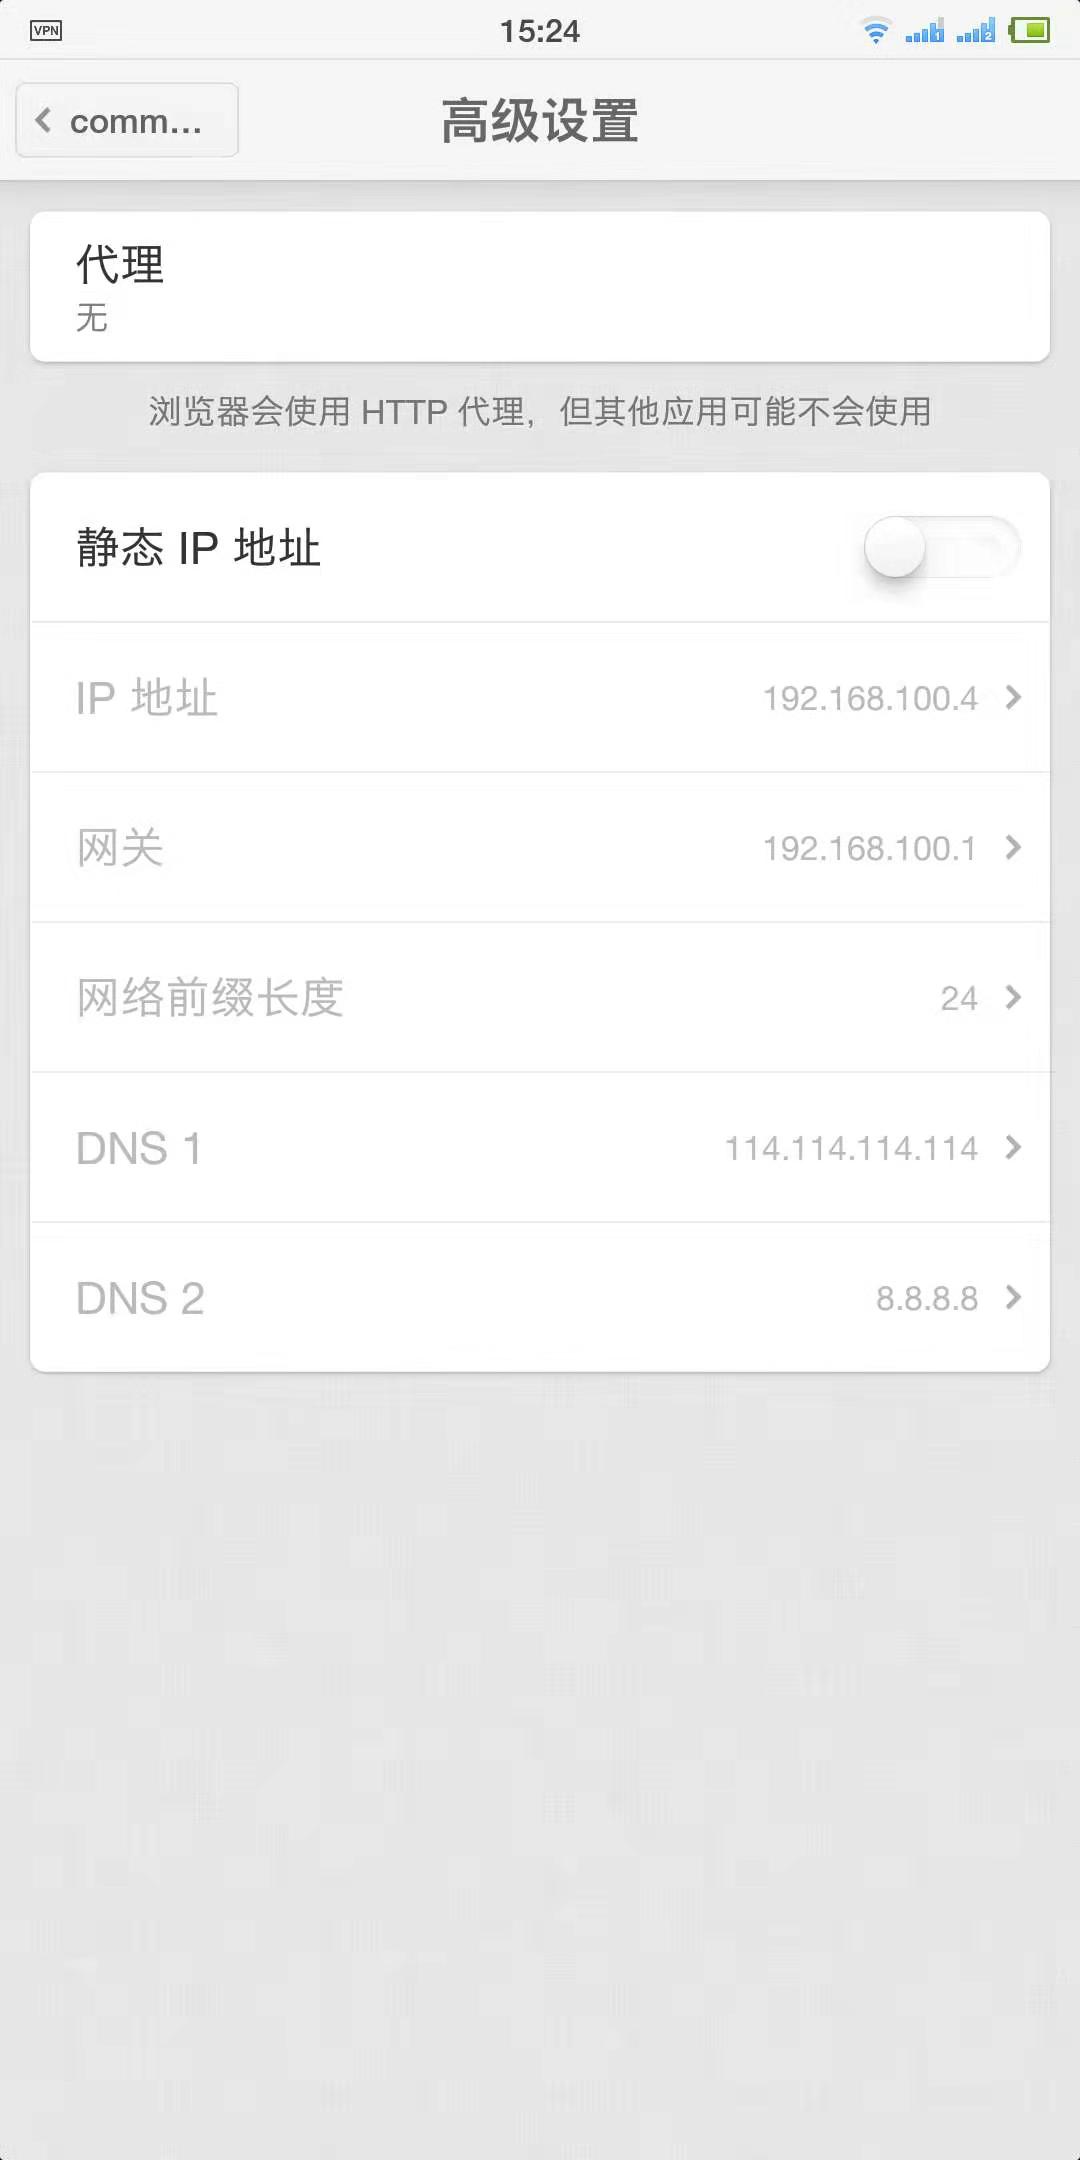 VPN
15:24
1
2
comm...
高级设置
代理
无
浏览器会使用 HTTP 代理，但其他应用可能不会使用
静态 IP 地址
IP 地址
192.168.100.4
网关
192.168.100.1
网络前缀长度
24
DNS 1
114.114.114.114
DNS 2
8.8.8.8